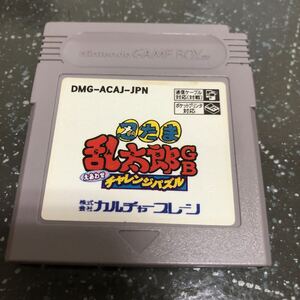 Nintendo GAME BOY
DMG-ACAJ-JPN
通信ケーブル
対応(対戦)
ポケットプリンタ
対応
忍たま
乱太郎GB
えあわせ
チャレンジパズル
株式
会社
カルチャーブレーン